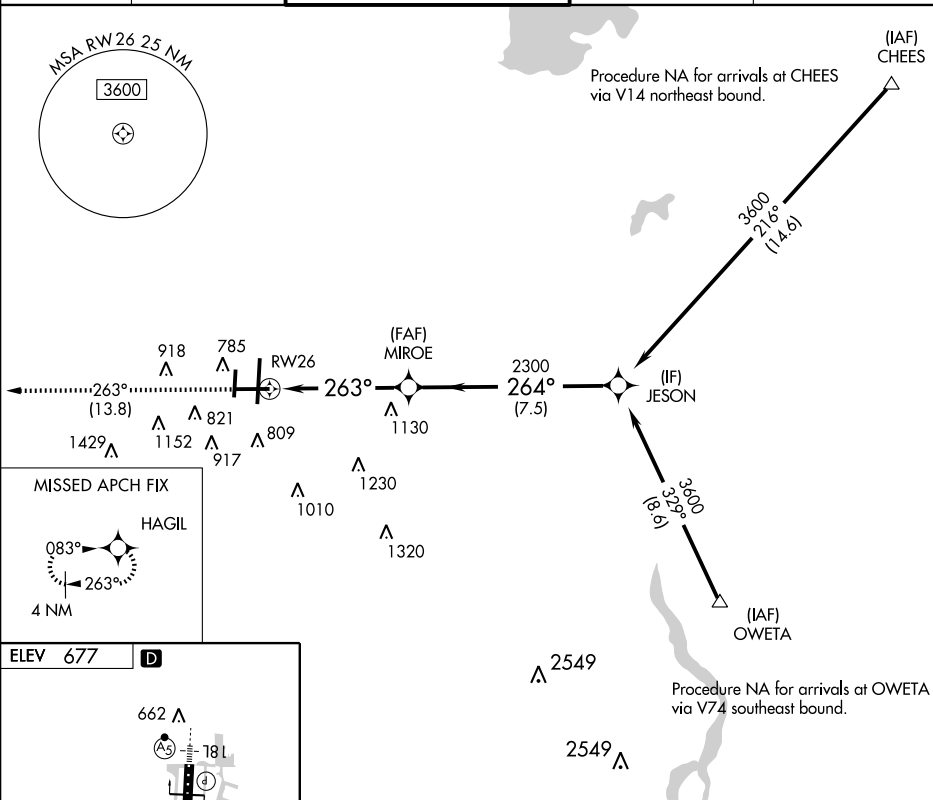 MSA RW26 25 NM
3600
(IAF)
CHEES
Procedure NA for arrivals at CHEES
via V14 northeast bound.
3600
216°
(14.6)
(FAF)
MIROE
918
785
RW26
263°
2300
264°
(7.5)
(IF)
JESON
263°
(13.8)
821
1130
1429
1152
917
809
1230
1010
1320
3600
329°
(8.6)
MISSED APCH FIX
HAGIL
083°
263°
4 NM
(IAF)
OWETA
ELEV 677
D
2549
Procedure NA for arrivals at OWETA
via V74 southeast bound.
662
A5
18L
P
2549